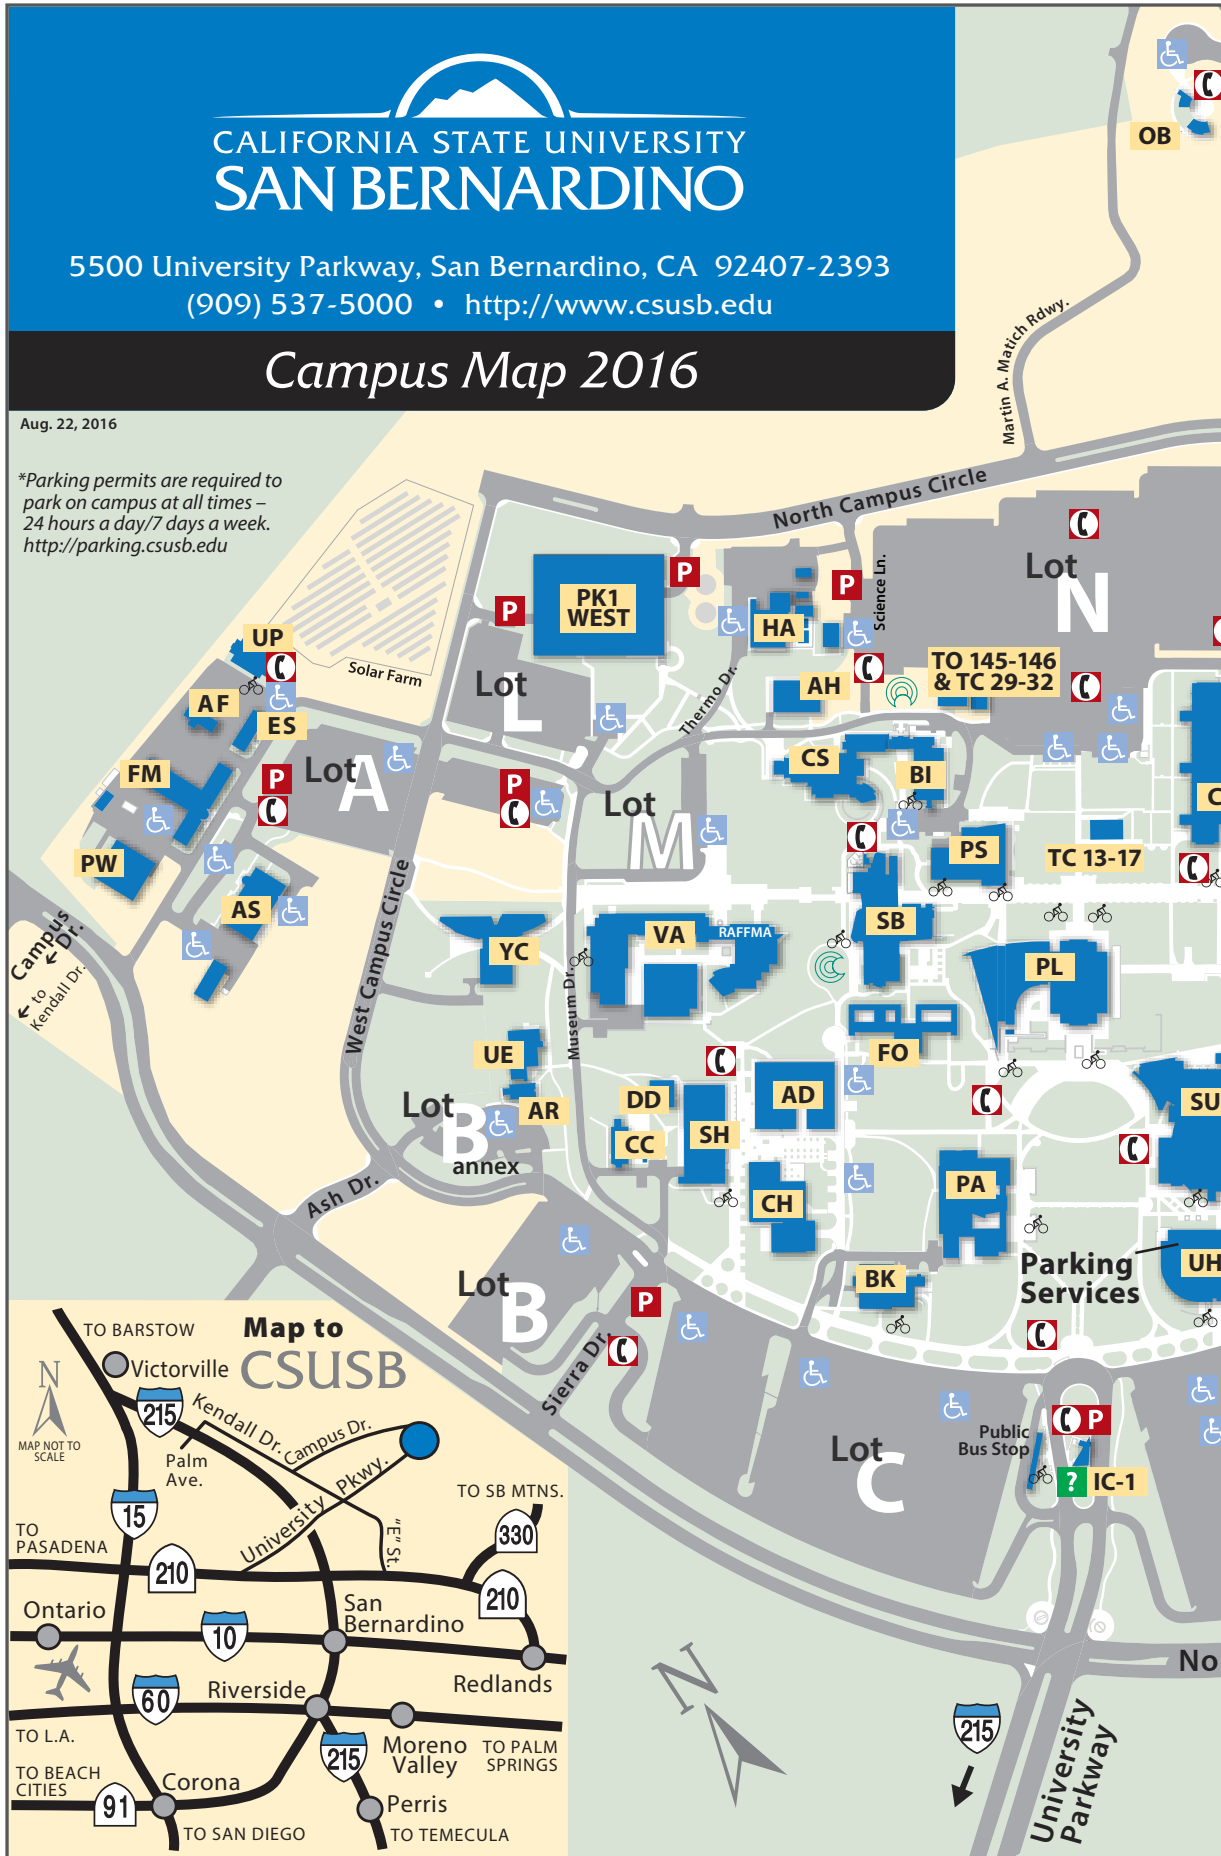 CALIFORNIA STATE UNIVERSITY
SAN BERNARDINO
5500 University Parkway, San Bernardino, CA 92407-2393
(909) 537-5000 • http://www.csusb.edu
Campus Map 2016
Aug. 22, 2016
*Parking permits are required to
park on campus at all times –
24 hours a day/7 days a week.
http://parking.csusb.edu
OB
Martin A. Matich Rdwy.
North Campus Circle
Science Ln.
Lot
N
PK1
WEST
P
P
P
HA
UP
Solar Farm
AF
ES
Lot
L
Thermo Dr.
AH
TO 145-146
& TC 29-32
FM
P
Lot
A
P
Lot
M
CS
BI
C
PW
AS
PS
TC 13-17
West Campus Circle
YC
VA
RAFFMA
SB
PL
Campus
Dr.
to
Kendall Dr.
Museum Dr.
UE
FO
AR
Lot
B
annex
DD
CC
SH
AD
SU
Ash Dr.
CH
PA
Parking
Services
UH
BK
Lot
B
P
Sierra Dr.
Public
Bus Stop
P
Lot
C
?
IC-1
Map to
CSUSB
TO BARSTOW
Victorville
N
MAP NOT TO
SCALE
215
Kendall Dr.
Campus Dr.
Palm
Ave.
University Pkwy.
"E" St.
TO SB MTNS.
15
330
TO
PASADENA
210
210
Ontario
San
Bernardino
10
Redlands
60
Riverside
TO L.A.
215
Moreno
Valley
TO PALM
SPRINGS
TO BEACH
CITIES
Corona
91
Perris
TO SAN DIEGO
TO TEMECULA
N
No
215
University
Parkway